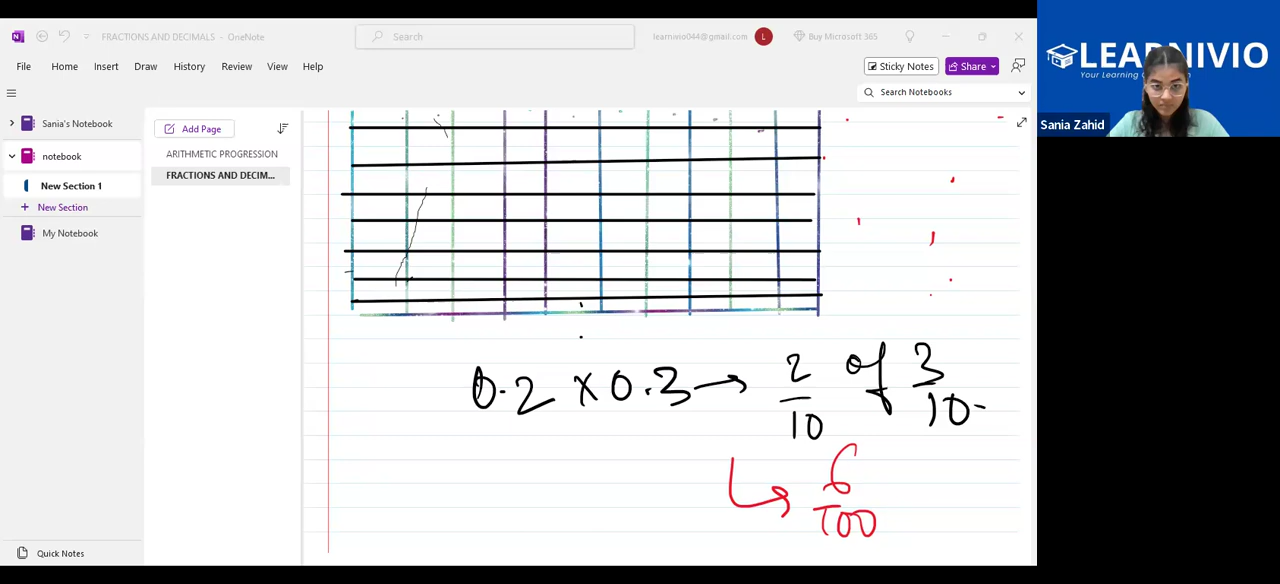 FRACTIONS AND DECIMALS - OneNote
Search
learnivio044@gmail.com
L
Buy Microsoft 365
LEARNIVIO
File Home Insert Draw History Review View Help
Sticky Notes
Share
Search Notebooks
Sania Zahid
Sania's Notebook
Add Page
notebook
ARITHMETIC PROGRESSION
New Section 1
FRACTIONS AND DECIM...
New Section
My Notebook
0.2 × 0.3 → 2/10 of 3/10
6/100
Quick Notes